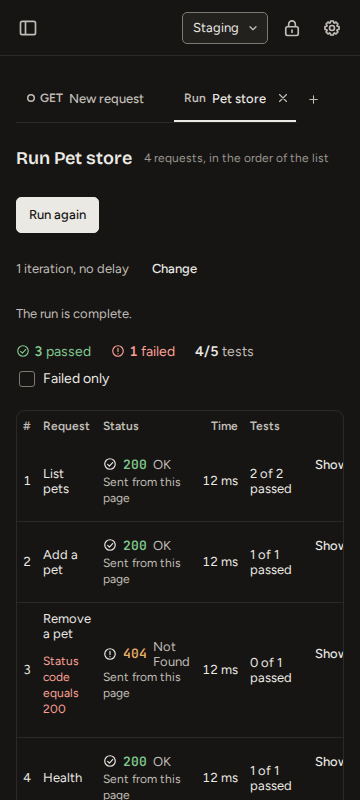 Staging
GET New request
Run Pet store
Run Pet store 4 requests, in the order of the list
Run again
1 iteration, no delay Change
The run is complete.
3 passed 1 failed 4/5 tests
Failed only
# Request Status Time Tests
1 List pets 200 OK Sent from this page 12 ms 2 of 2 passed Show
2 Add a pet 200 OK Sent from this page 12 ms 1 of 1 passed Show
3 Remove a pet Status code equals 200 404 Not Found Sent from this page 12 ms 0 of 1 passed Show
4 Health 200 OK Sent from this page 12 ms 1 of 1 passed Show